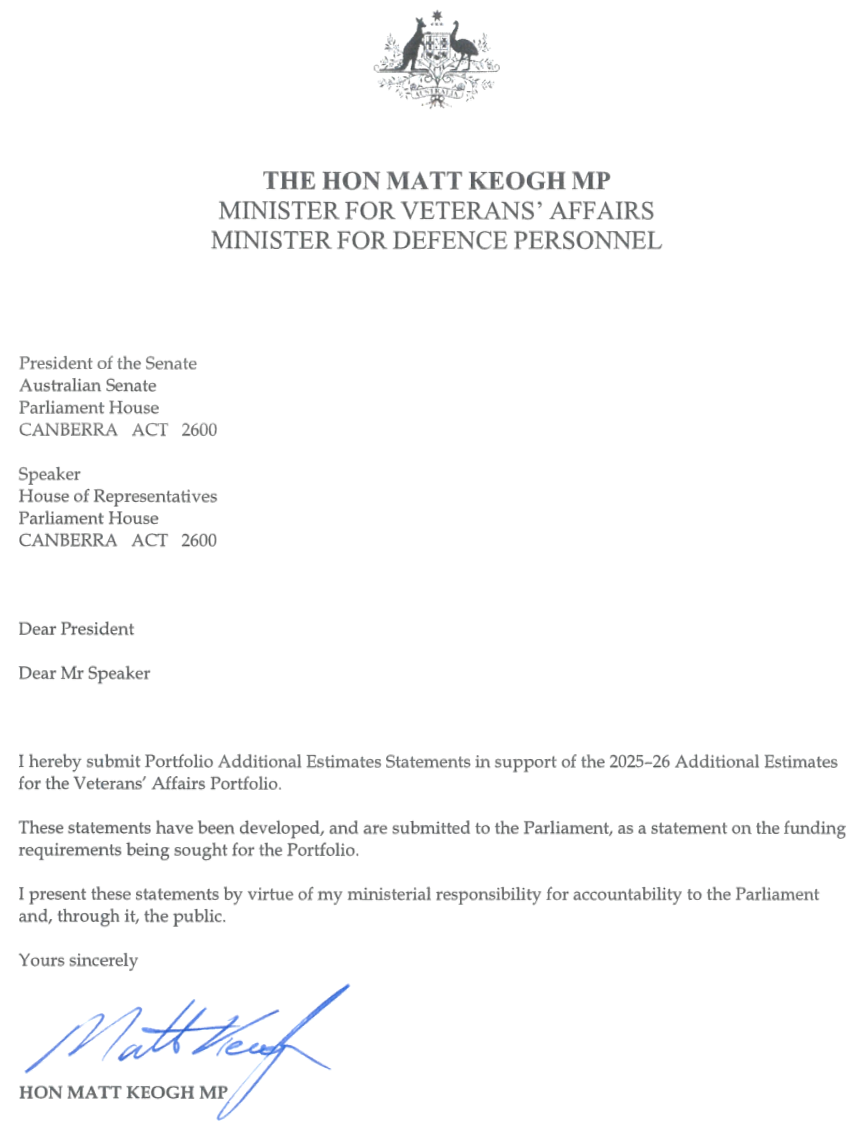 AUSTRALIA
THE HON MATT KEOGH MP
MINISTER FOR VETERANS’ AFFAIRS
MINISTER FOR DEFENCE PERSONNEL
President of the Senate
Australian Senate
Parliament House
CANBERRA ACT 2600
Speaker
House of Representatives
Parliament House
CANBERRA ACT 2600
Dear President
Dear Mr Speaker
I hereby submit Portfolio Additional Estimates Statements in support of the 2025–26 Additional Estimates
for the Veterans’ Affairs Portfolio.
These statements have been developed, and are submitted to the Parliament, as a statement on the funding
requirements being sought for the Portfolio.
I present these statements by virtue of my ministerial responsibility for accountability to the Parliament
and, through it, the public.
Yours sincerely
Matt Keogh
HON MATT KEOGH MP